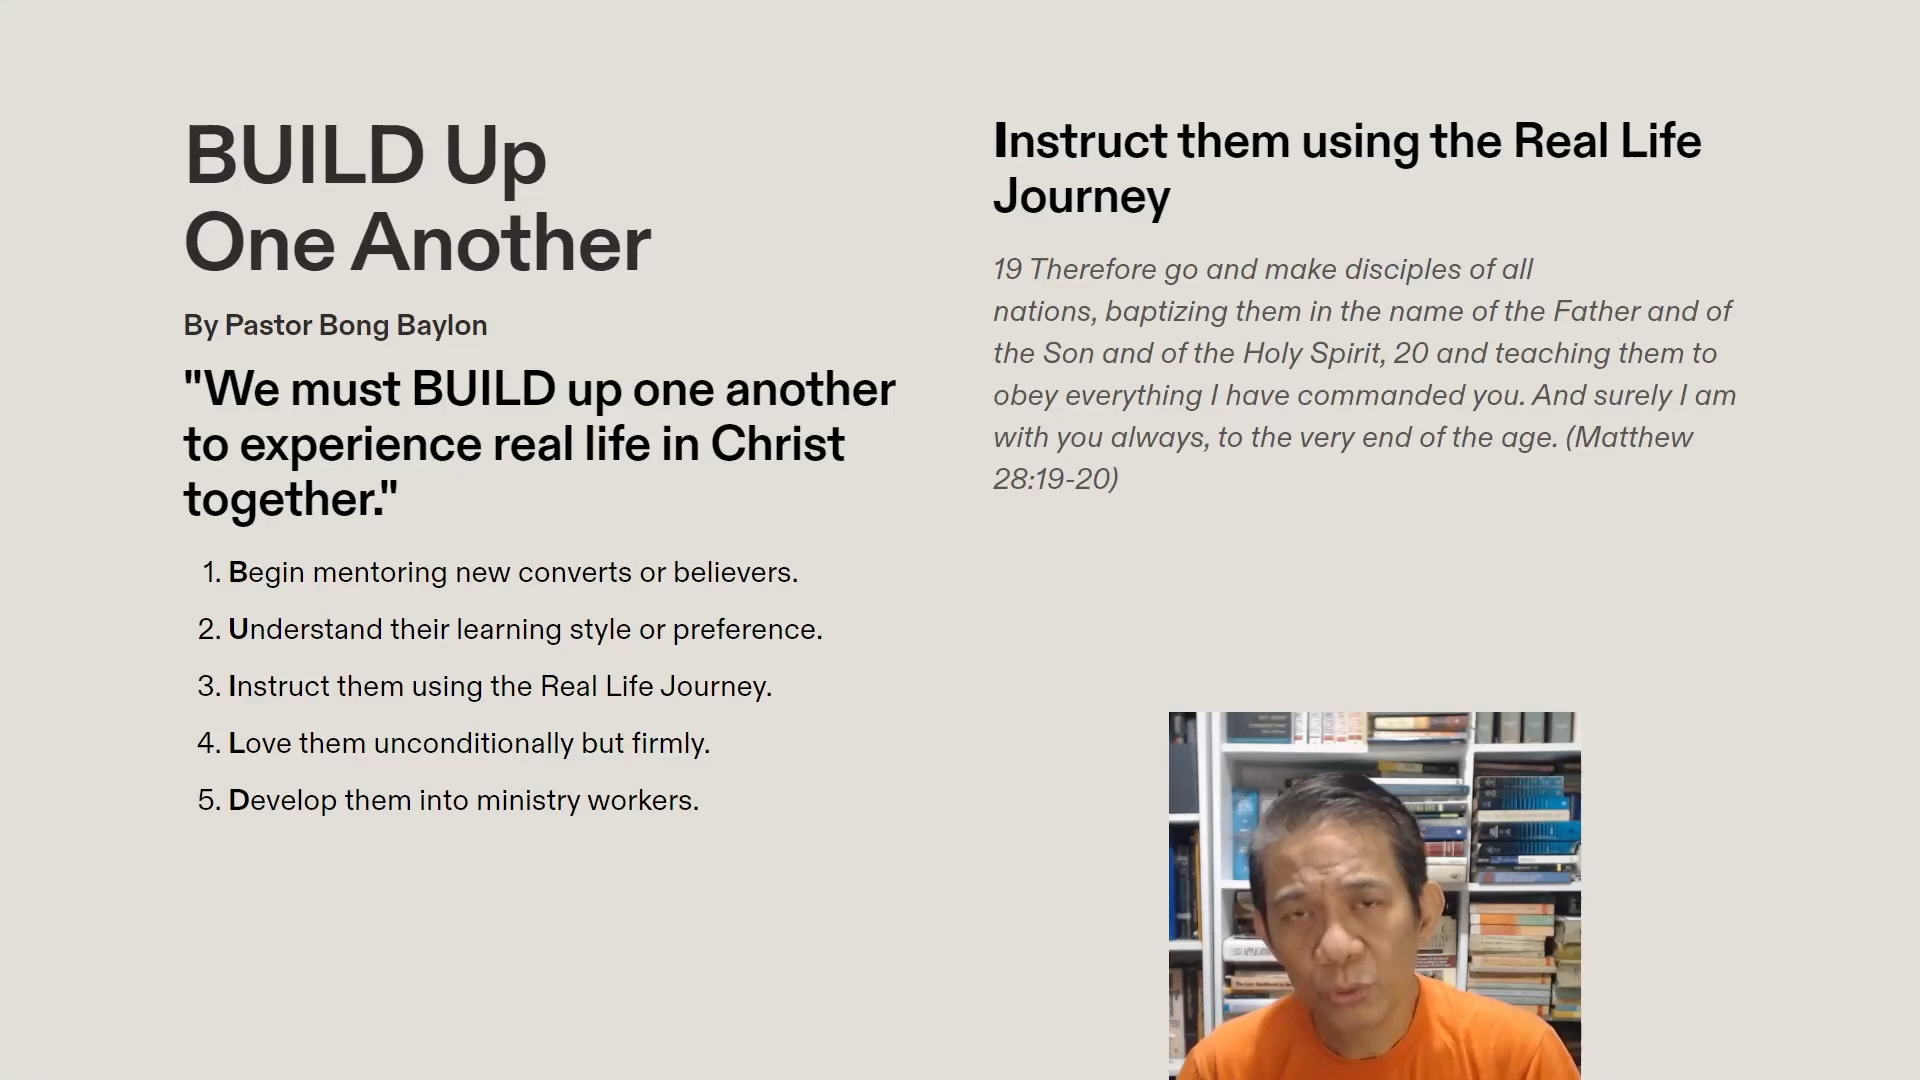 BUILD Up
One Another
By Pastor Bong Baylon
"We must BUILD up one another
to experience real life in Christ
together."
1. Begin mentoring new converts or believers.
2. Understand their learning style or preference.
3. Instruct them using the Real Life Journey.
4. Love them unconditionally but firmly.
5. Develop them into ministry workers.
Instruct them using the Real Life
Journey
19 Therefore go and make disciples of all
nations, baptizing them in the name of the Father and of
the Son and of the Holy Spirit, 20 and teaching them to
obey everything I have commanded you. And surely I am
with you always, to the very end of the age. (Matthew
28:19-20)